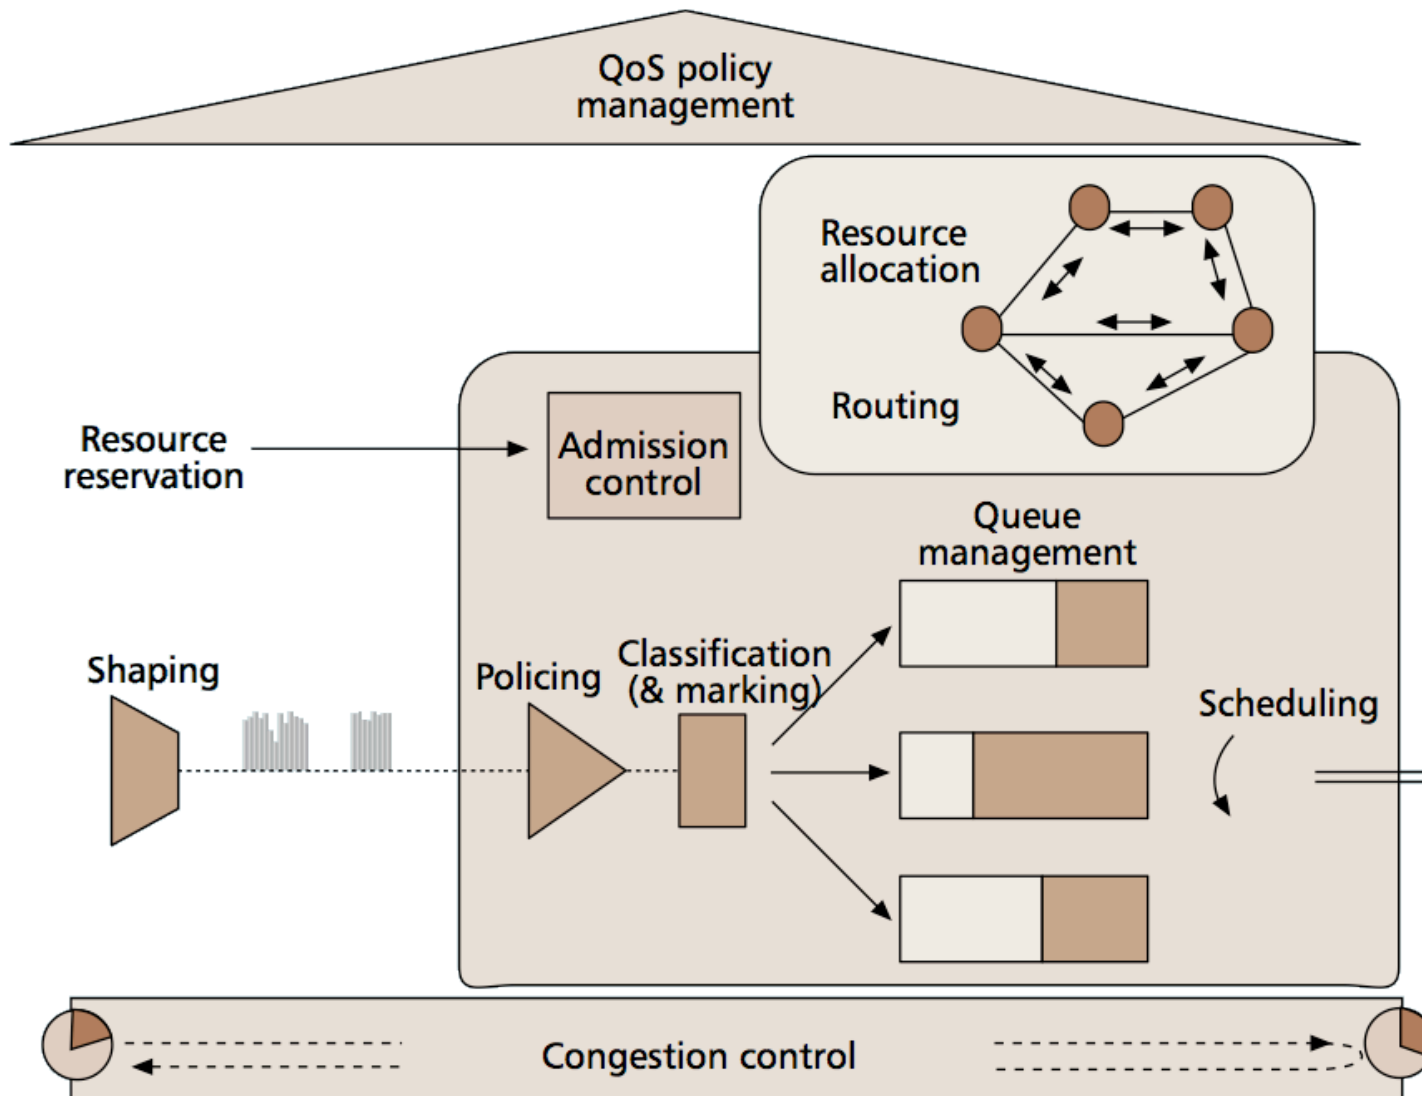 QoS policy
management
Resource
allocation
Routing
Resource
reservation
Admission
control
Queue
management
Shaping
Policing
Classification
(& marking)
Scheduling
Congestion control